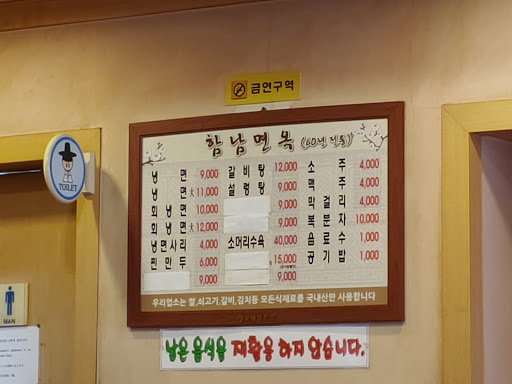 금연구역
함남면옥 (60년 전통)
냉면 9,000 갈비탕 12,000 소주 4,000
냉면 大 11,000 설렁탕 9,000 맥주 4,000
회냉면 10,000 9,000 막걸리 4,000
회냉면 大 12,000 9,000 복분자 10,000
냉면사리 4,000 소머리수육 40,000 음료수 1,000
찐만두 6,000 15,000 공기밥 1,000
9,000 9,000
우리업소는 쌀,쇠고기,갈비,김치등 모든식재료를 국내산만 사용합니다
남은 음식을 재활용 하지 않습니다.
TOILET
MAN